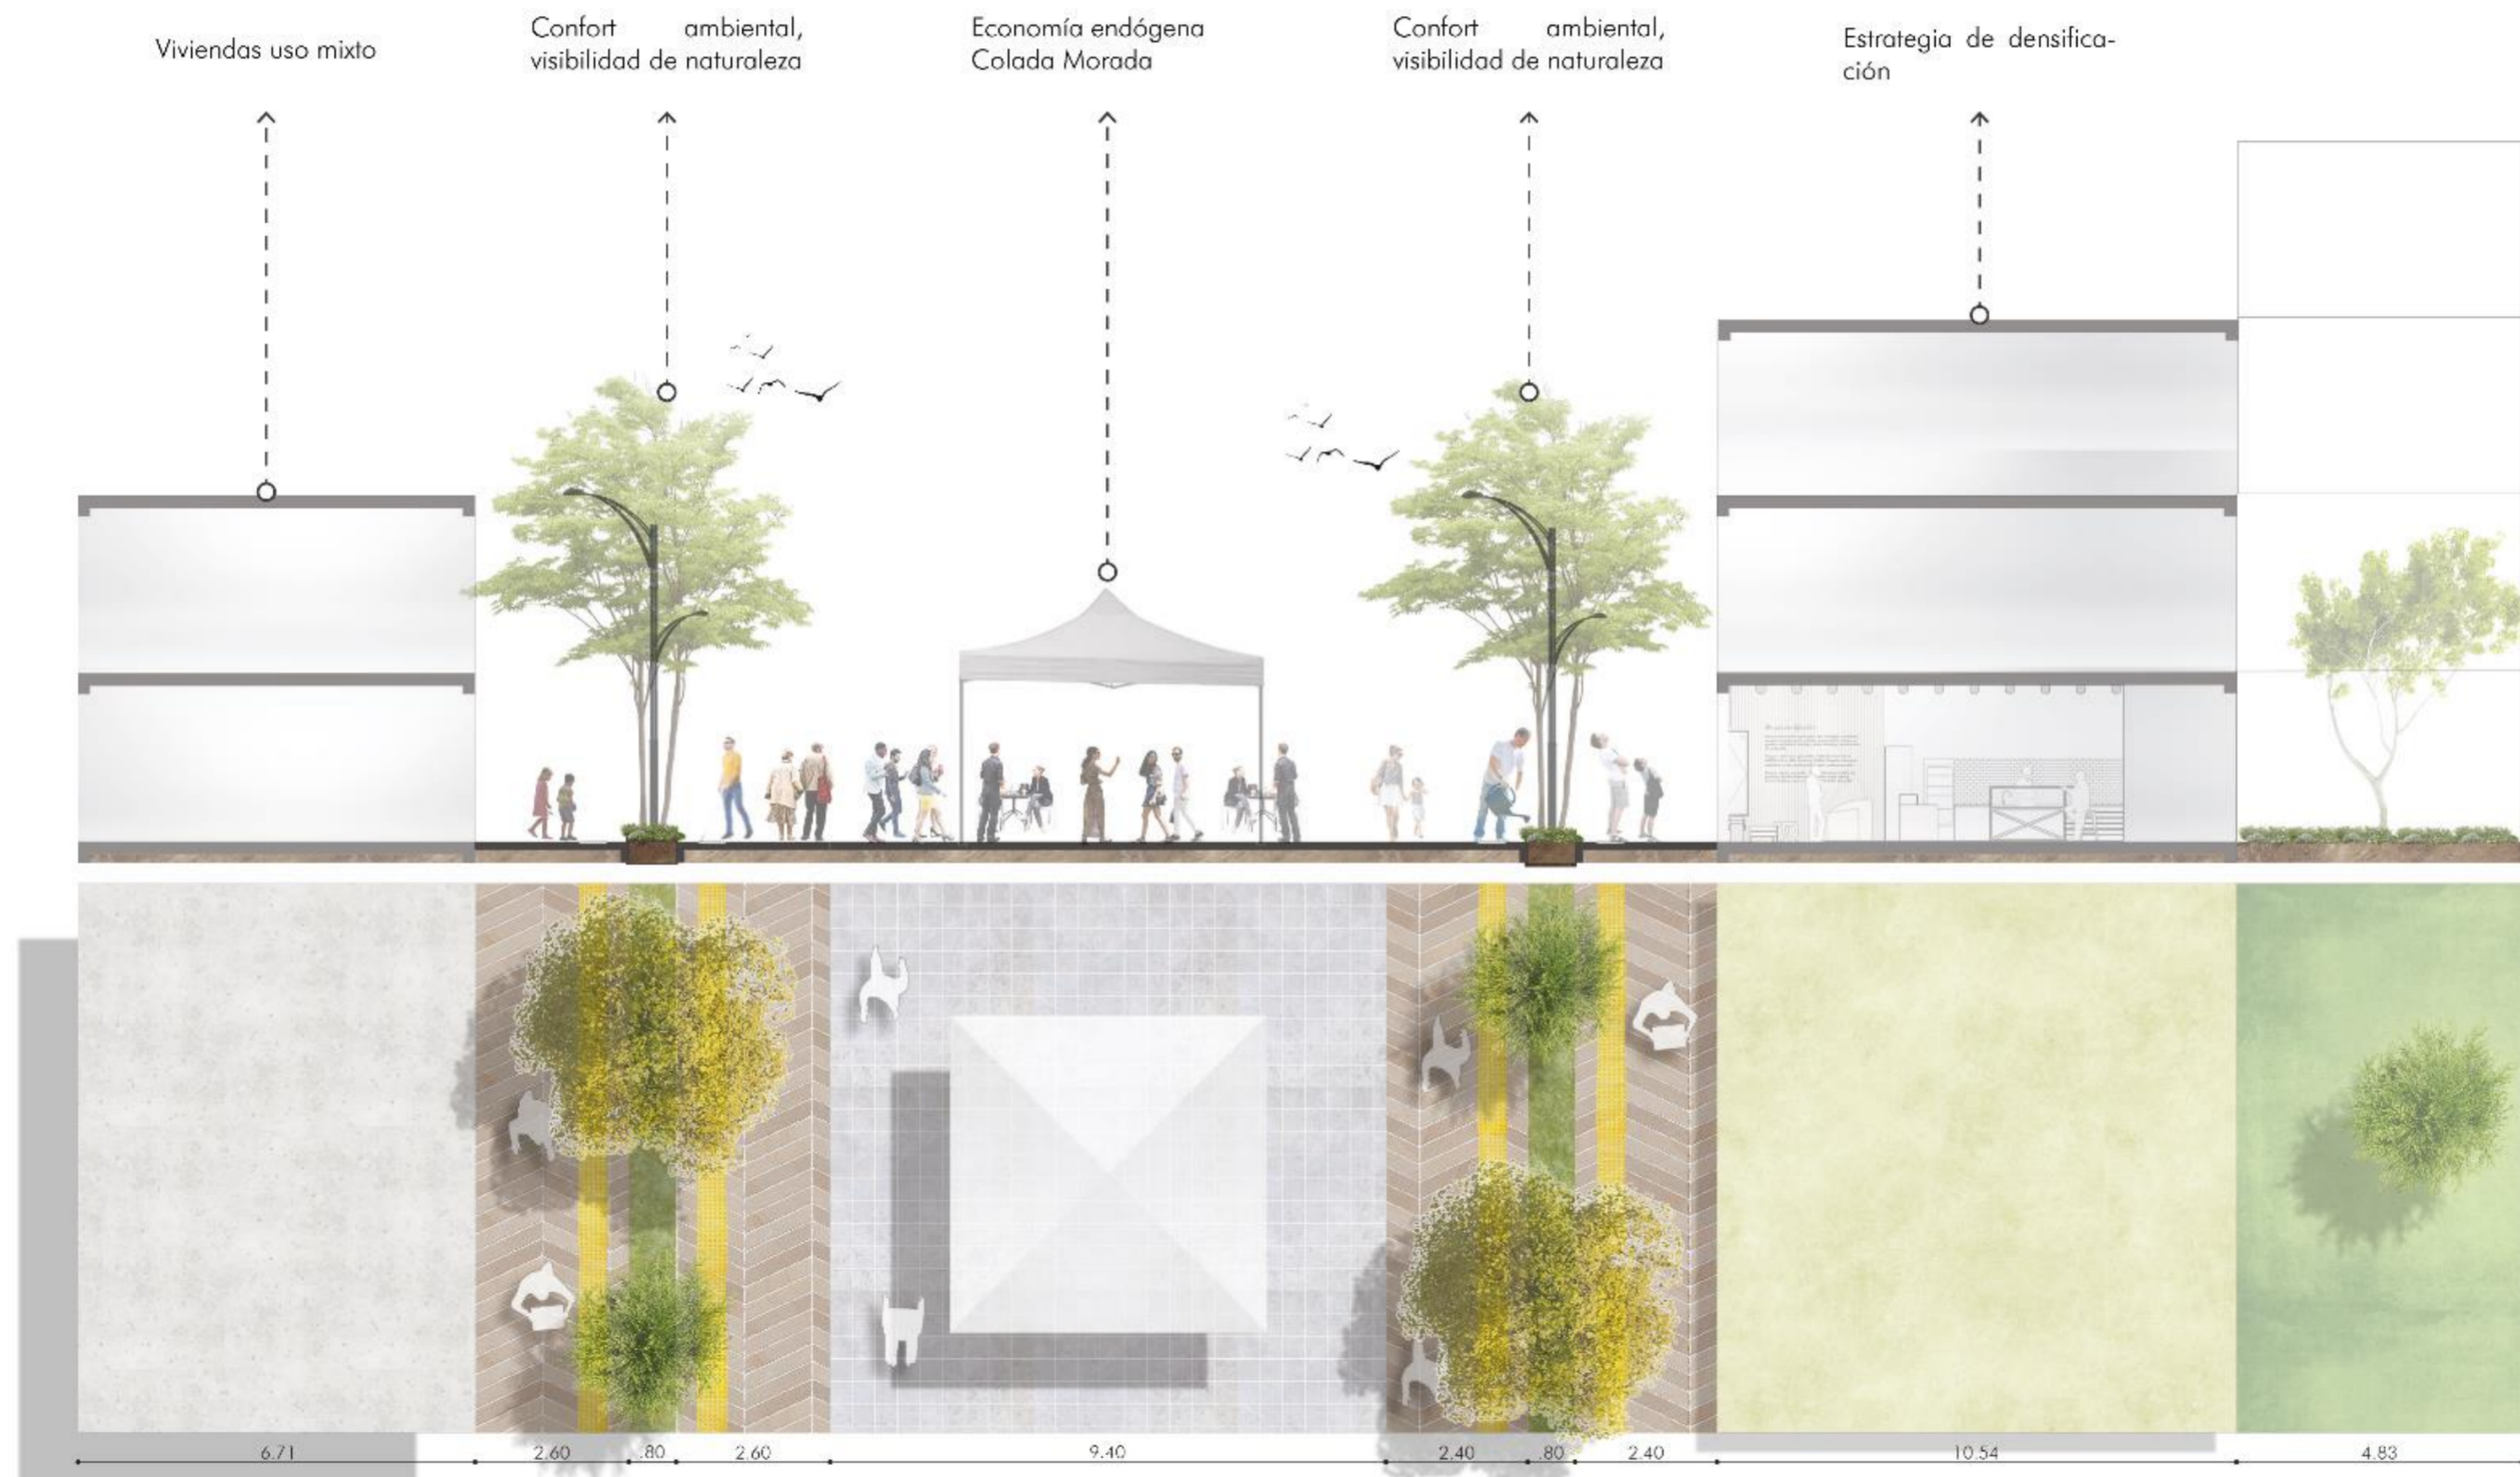 Viviendas uso mixto
Confort ambiental,
visibilidad de naturaleza
Economía endógena
Colada Morada
Confort ambiental,
visibilidad de naturaleza
Estrategia de densifica-
ción
6.71
2.60
.80
2.60
9.40
2.40
.80
2.40
10.54
4.83